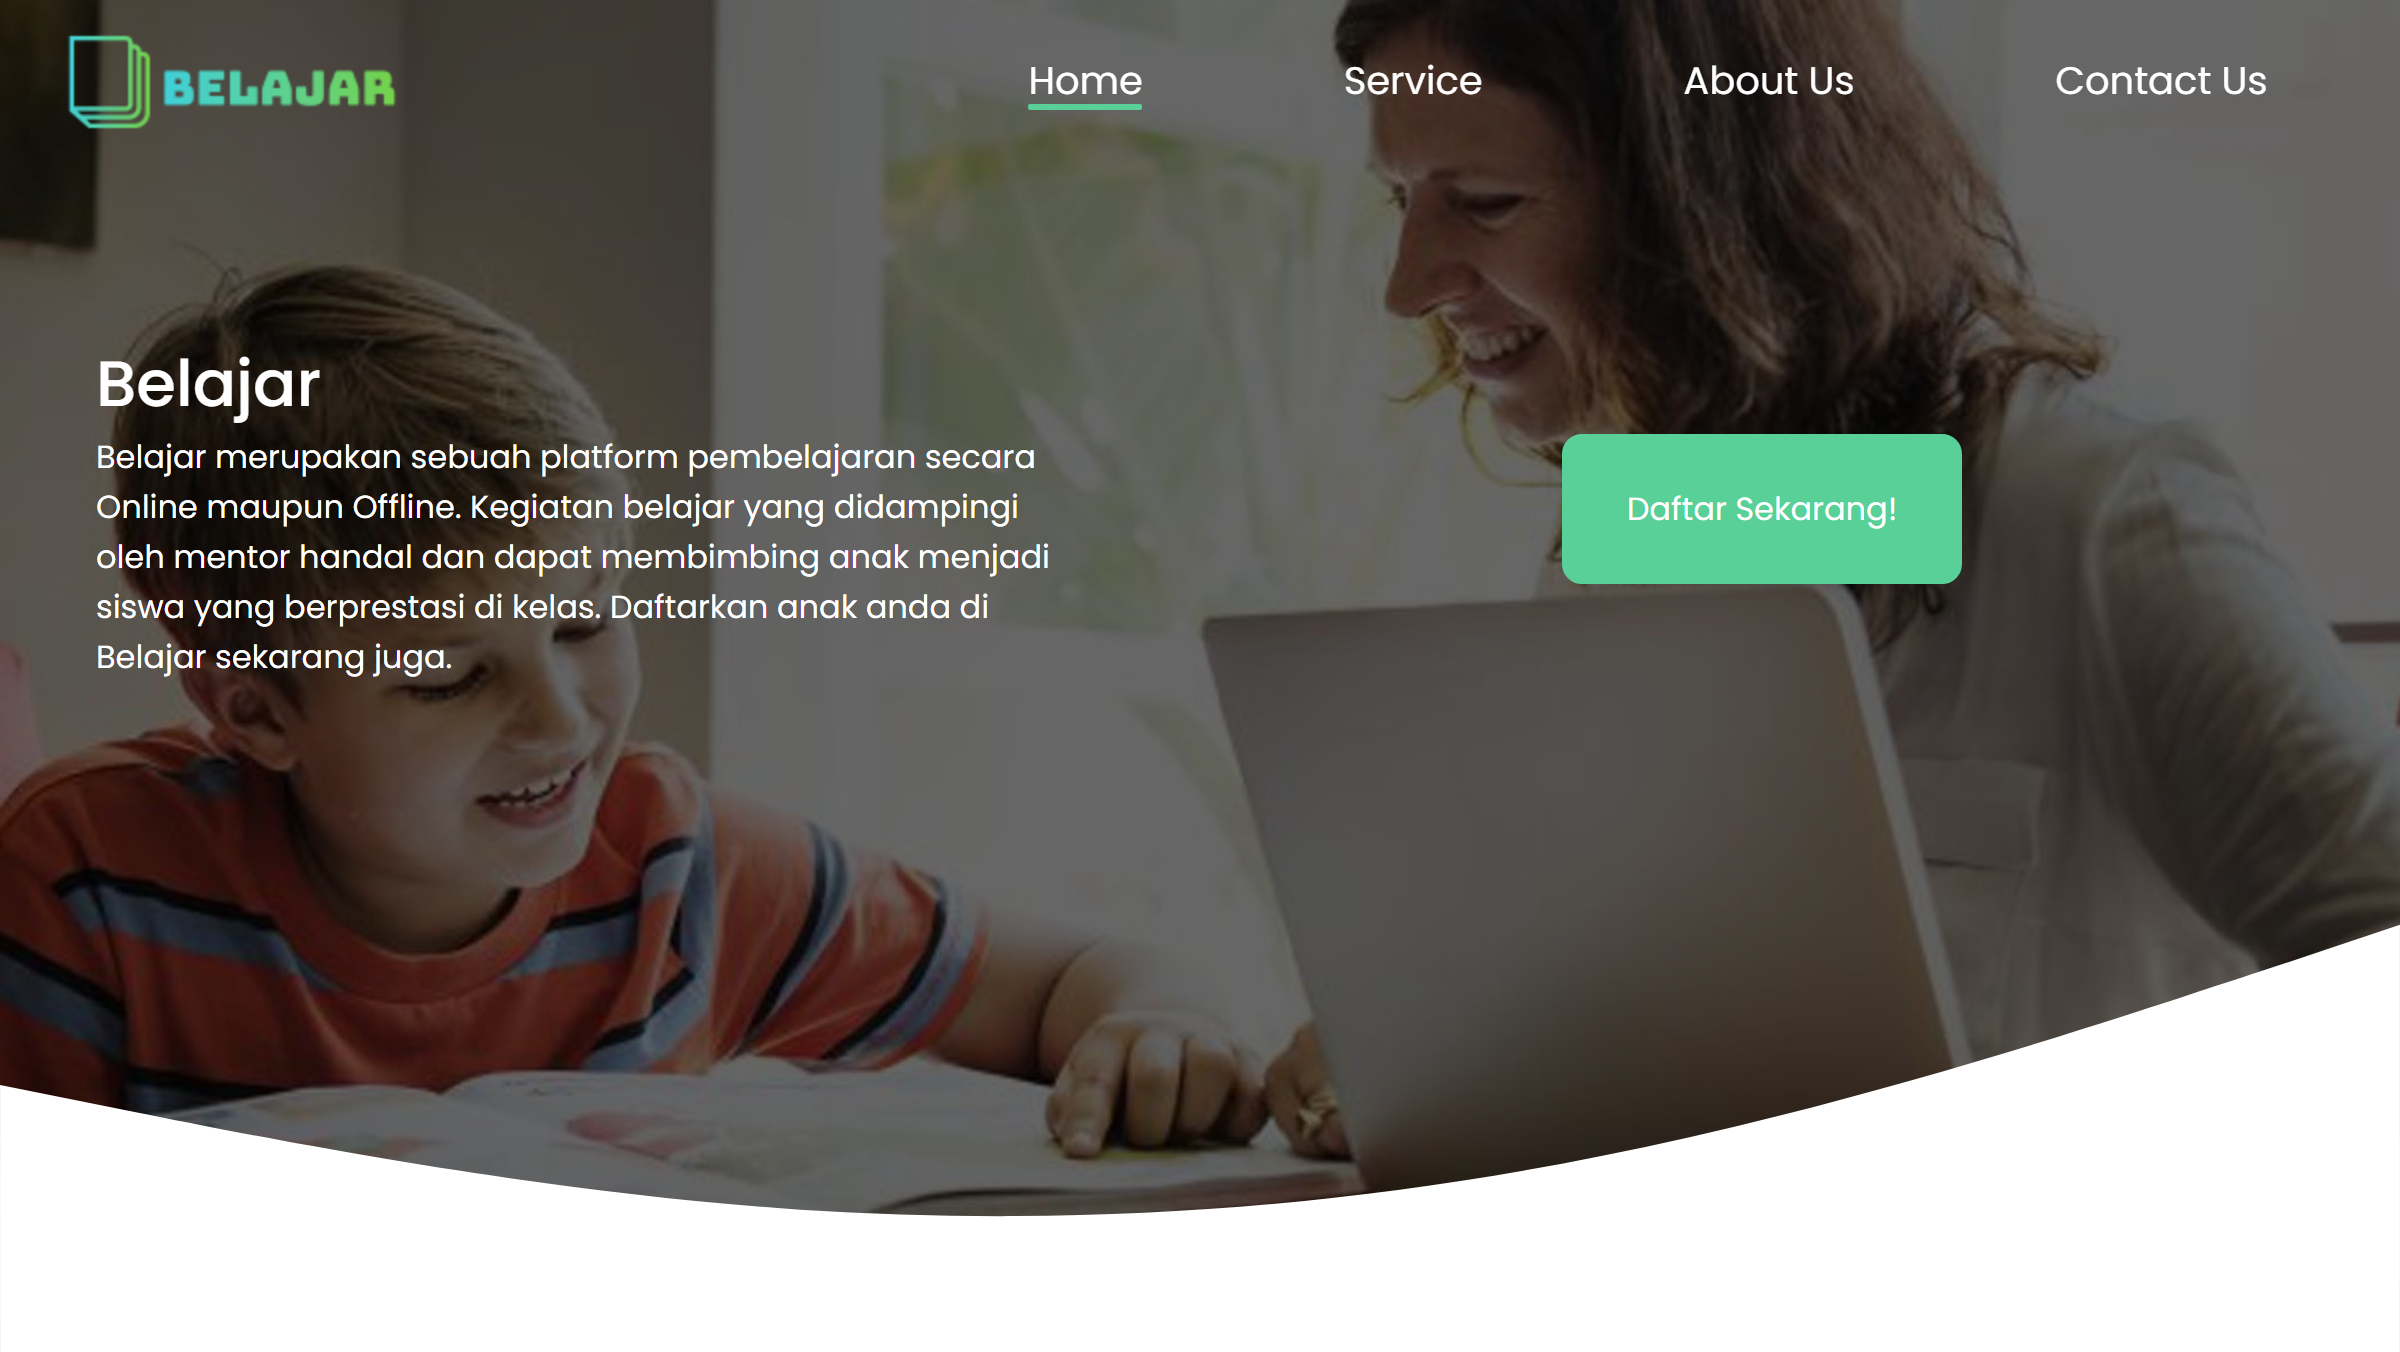 BELAJAR
Home
Service
About Us
Contact Us
Belajar
Belajar merupakan sebuah platform pembelajaran secara
Online maupun Offline. Kegiatan belajar yang didampingi
oleh mentor handal dan dapat membimbing anak menjadi
siswa yang berprestasi di kelas. Daftarkan anak anda di
Belajar sekarang juga.
Daftar Sekarang!